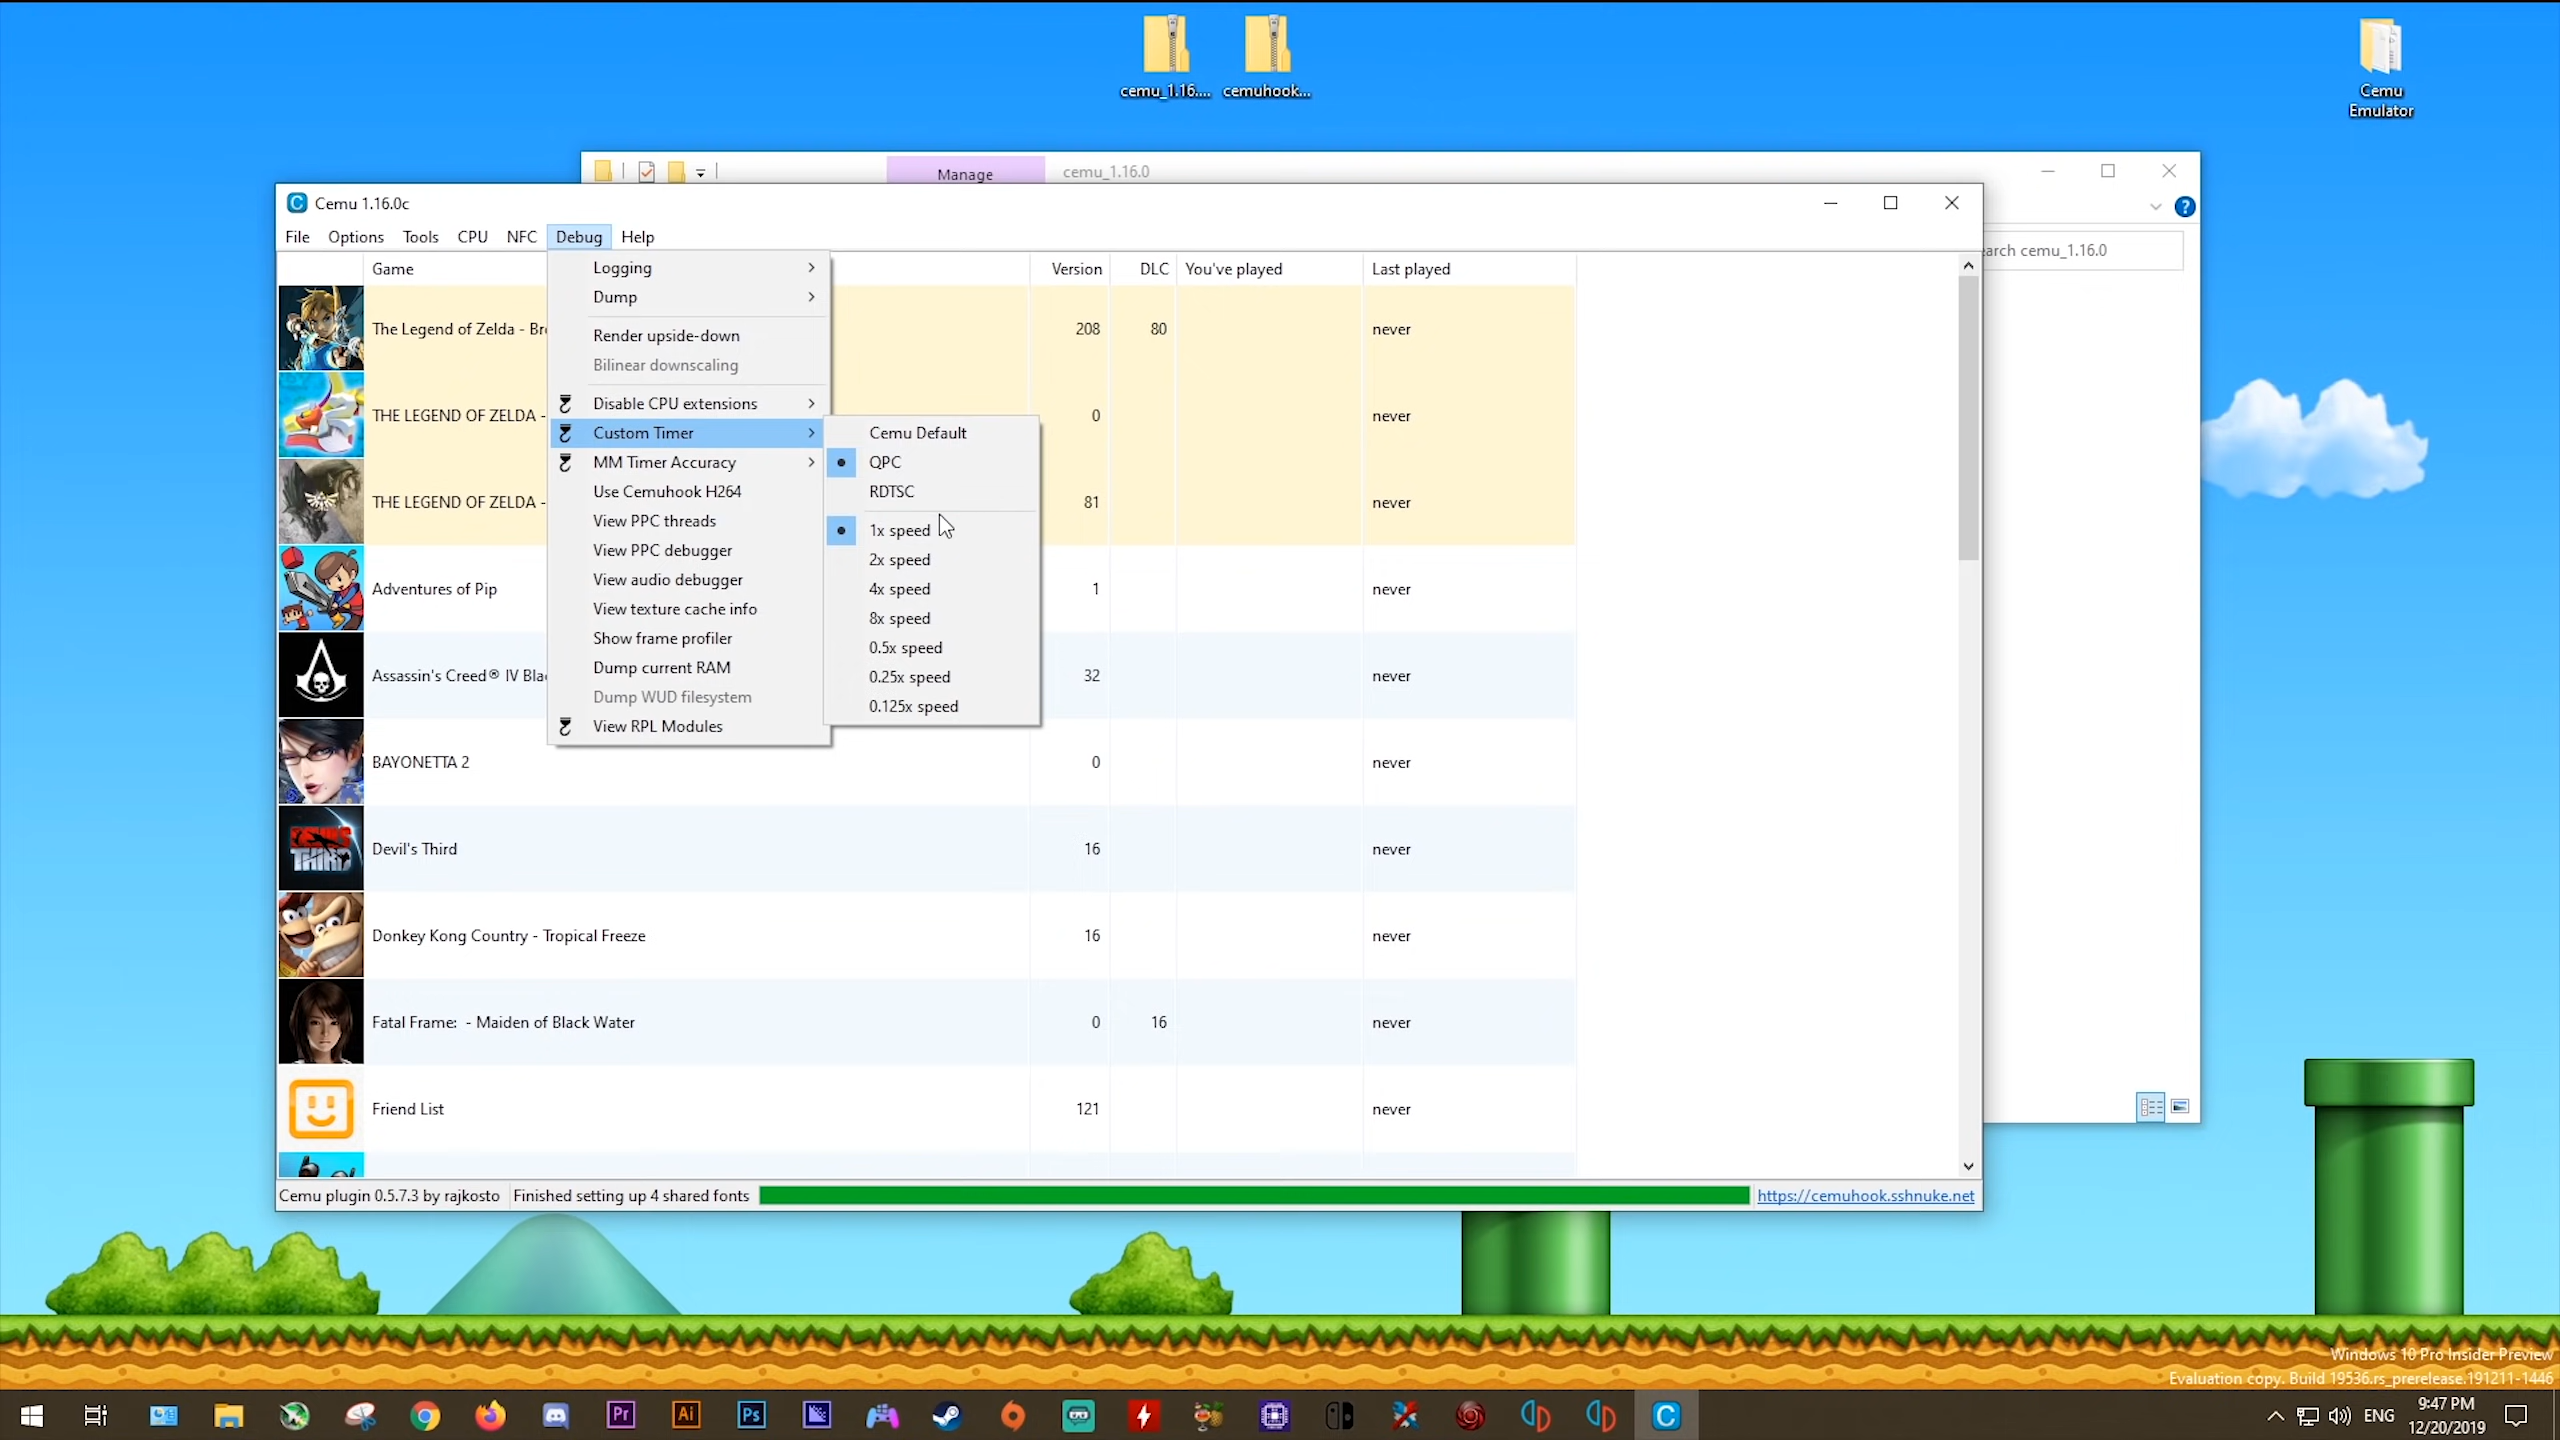 cemu_1.16....
cemuhook...
Cemu
Emulator
Manage
cemu_1.16.0
Cemu 1.16.0c
File Options Tools CPU NFC Debug Help
arch cemu_1.16.0
Game Version DLC You've played Last played
The Legend of Zelda - Br 208 80 never
THE LEGEND OF ZELDA - 0 never
THE LEGEND OF ZELDA - 81 never
Adventures of Pip 1 never
Assassin's Creed® IV Bla 32 never
BAYONETTA 2 0 never
THIRD
Devil's Third 16 never
Donkey Kong Country - Tropical Freeze 16 never
Fatal Frame: - Maiden of Black Water 0 16 never
Friend List 121 never
Logging
Dump
Render upside-down
Bilinear downscaling
Disable CPU extensions
Custom Timer
MM Timer Accuracy
Use Cemuhook H264
View PPC threads
View PPC debugger
View audio debugger
View texture cache info
Show frame profiler
Dump current RAM
Dump WUD filesystem
View RPL Modules
Cemu Default
QPC
RDTSC
1x speed
2x speed
4x speed
8x speed
0.5x speed
0.25x speed
0.125x speed
Cemu plugin 0.5.7.3 by rajkosto Finished setting up 4 shared fonts https://cemuhook.sshnuke.net
Windows 10 Pro Insider Preview
Evaluation copy. Build 19536.rs_prerelease.191211-1446
Pr Ai Ps C
ENG
9:47 PM
12/20/2019